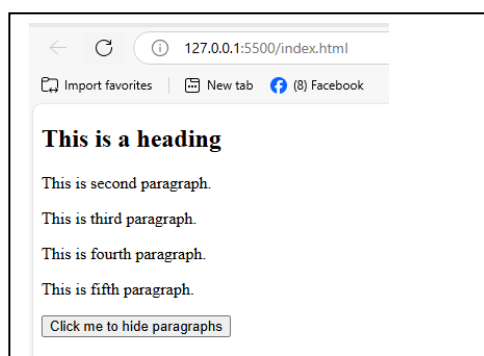 127.0.0.1:5500/index.html
Import favorites New tab (8) Facebook
This is a heading
This is second paragraph.
This is third paragraph.
This is fourth paragraph.
This is fifth paragraph.
Click me to hide paragraphs